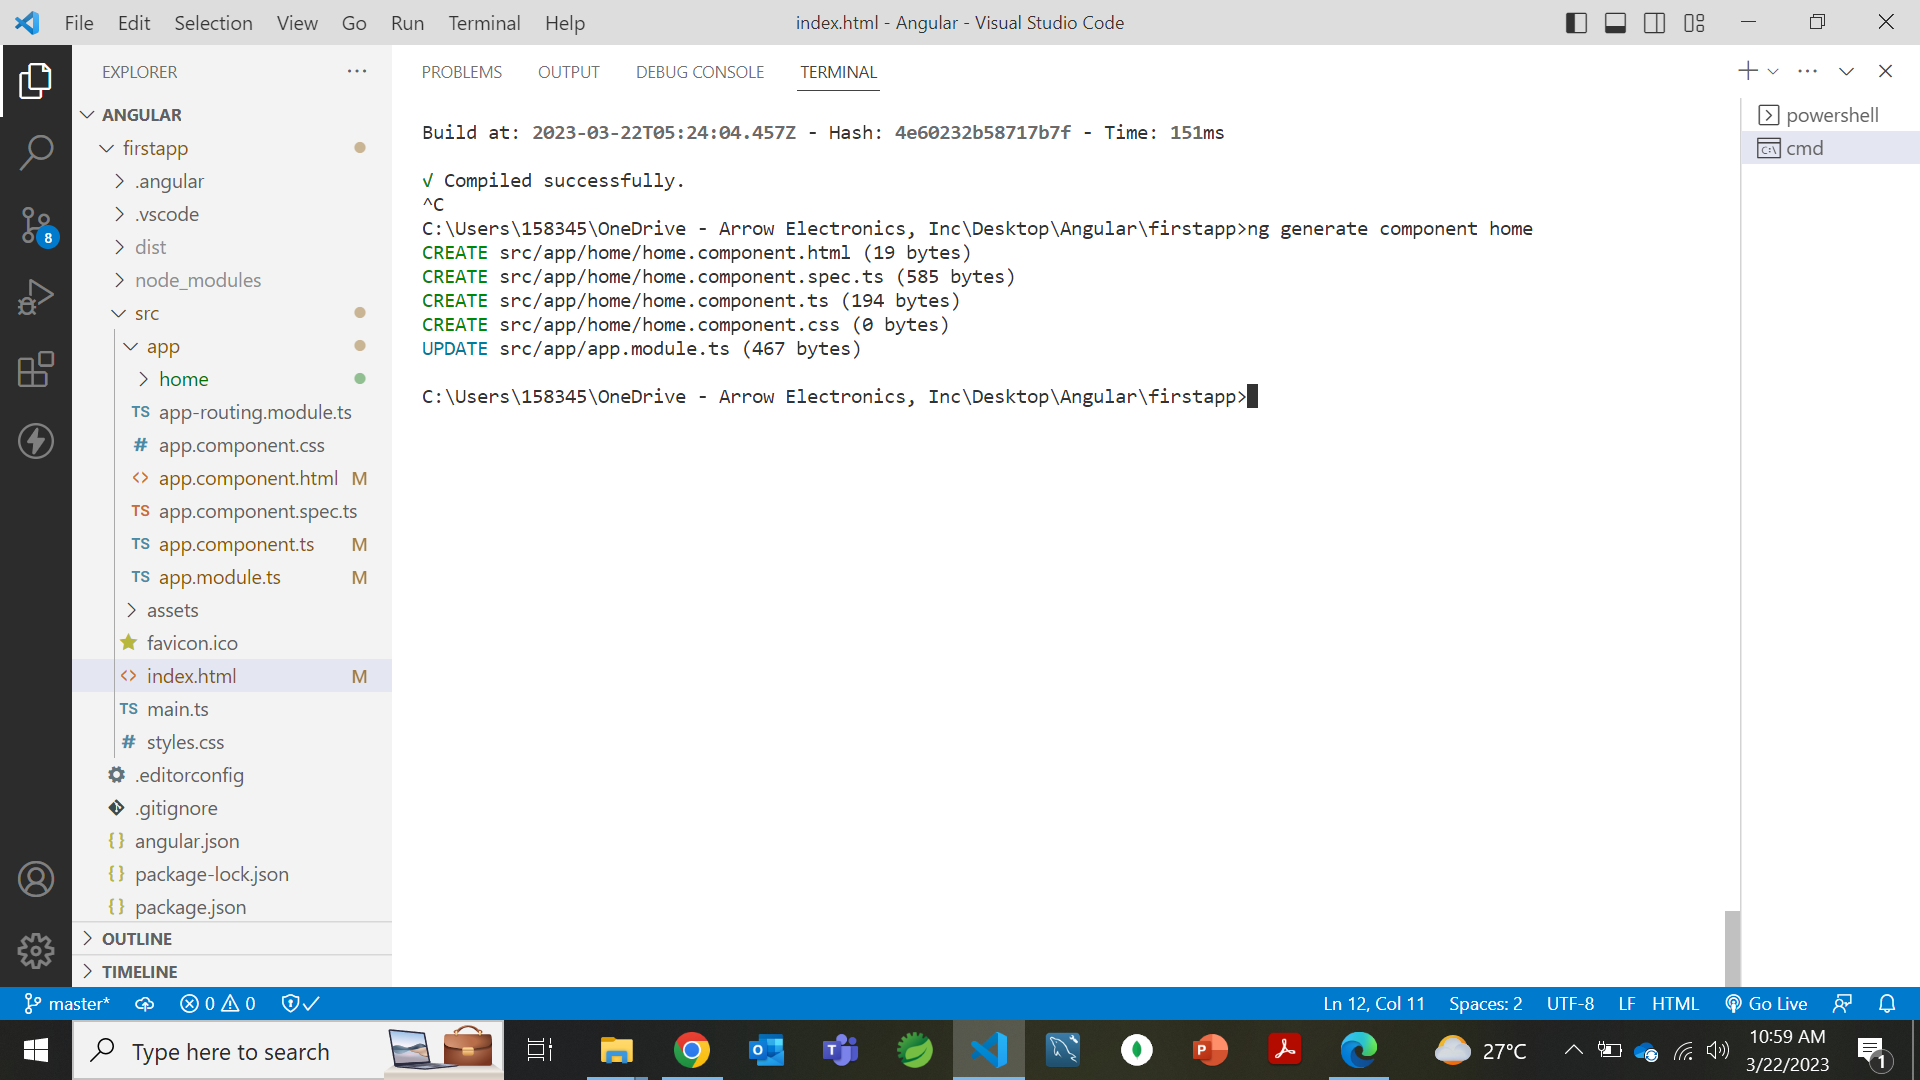 File Edit Selection View Go Run Terminal Help
index.html - Angular - Visual Studio Code
EXPLORER
ANGULAR
firstapp
.angular
.vscode
dist
node_modules
src
app
home
TS app-routing.module.ts
# app.component.css
<> app.component.html M
TS app.component.spec.ts
TS app.component.ts M
TS app.module.ts M
assets
favicon.ico
<> index.html M
TS main.ts
# styles.css
.editorconfig
.gitignore
{} angular.json
{} package-lock.json
{} package.json
OUTLINE
TIMELINE
8
PROBLEMS OUTPUT DEBUG CONSOLE TERMINAL
Build at: 2023-03-22T05:24:04.457Z - Hash: 4e60232b58717b7f - Time: 151ms
√ Compiled successfully.
^C
C:\Users\158345\OneDrive - Arrow Electronics, Inc\Desktop\Angular\firstapp>ng generate component home
CREATE src/app/home/home.component.html (19 bytes)
CREATE src/app/home/home.component.spec.ts (585 bytes)
CREATE src/app/home/home.component.ts (194 bytes)
CREATE src/app/home/home.component.css (0 bytes)
UPDATE src/app/app.module.ts (467 bytes)
C:\Users\158345\OneDrive - Arrow Electronics, Inc\Desktop\Angular\firstapp>
powershell
cmd
master* 0 0 Ln 12, Col 11 Spaces: 2 UTF-8 LF HTML Go Live
Type here to search
27°C
10:59 AM
3/22/2023
1